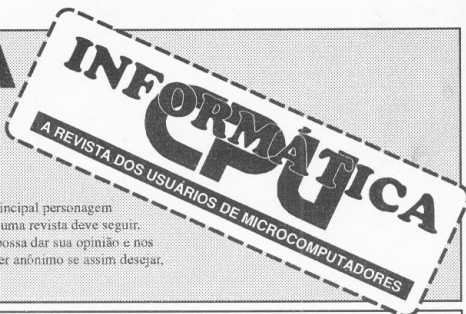 A
INFORMÁTICA
CPU
A REVISTA DOS USUÁRIOS DE MICROCOMPUTADORES
incipal personagem
uma revista deve seguir.
possa dar sua opinião e nos
er anônimo se assim desejar,